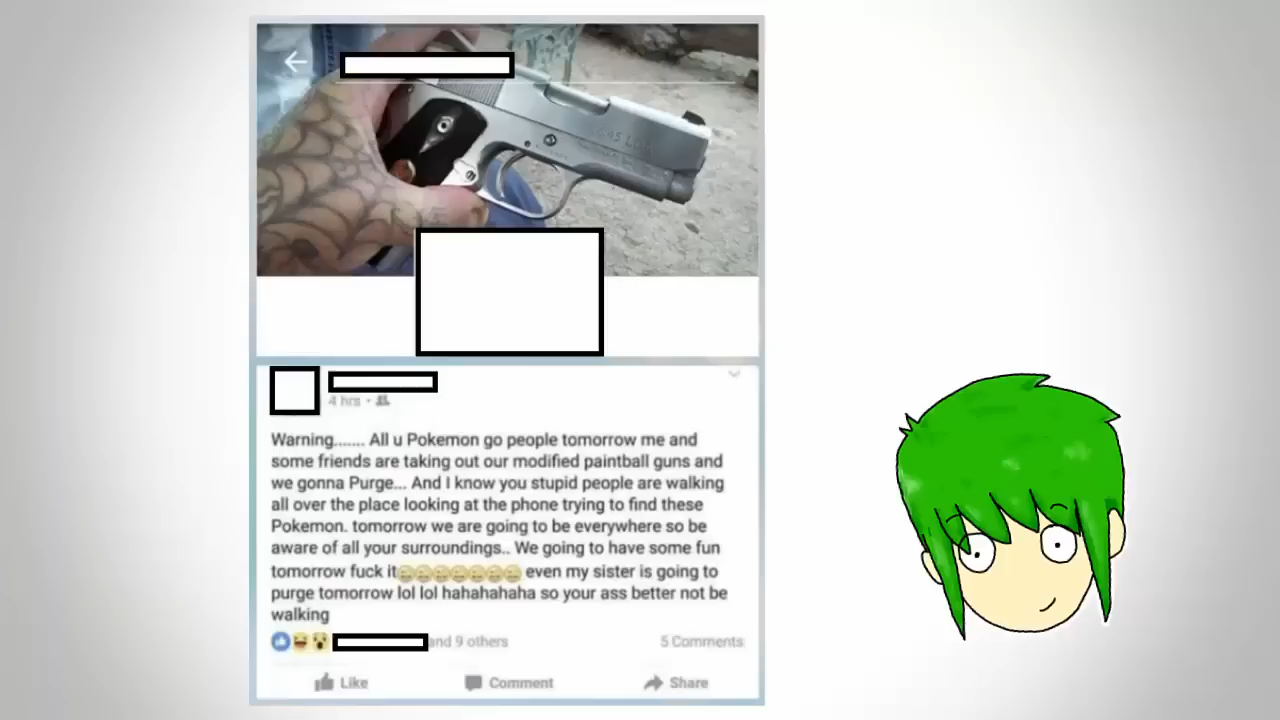 4 hrs
Warning....... All u Pokemon go people tomorrow me and
some friends are taking out our modified paintball guns and
we gonna Purge... And I know you stupid people are walking
all over the place looking at the phone trying to find these
Pokemon. tomorrow we are going to be everywhere so be
aware of all your surroundings.. We going to have some fun
tomorrow fuck it even my sister is going to
purge tomorrow lol lol hahahahaha so your ass better not be
walking
and 9 others 5 Comments
Like Comment Share